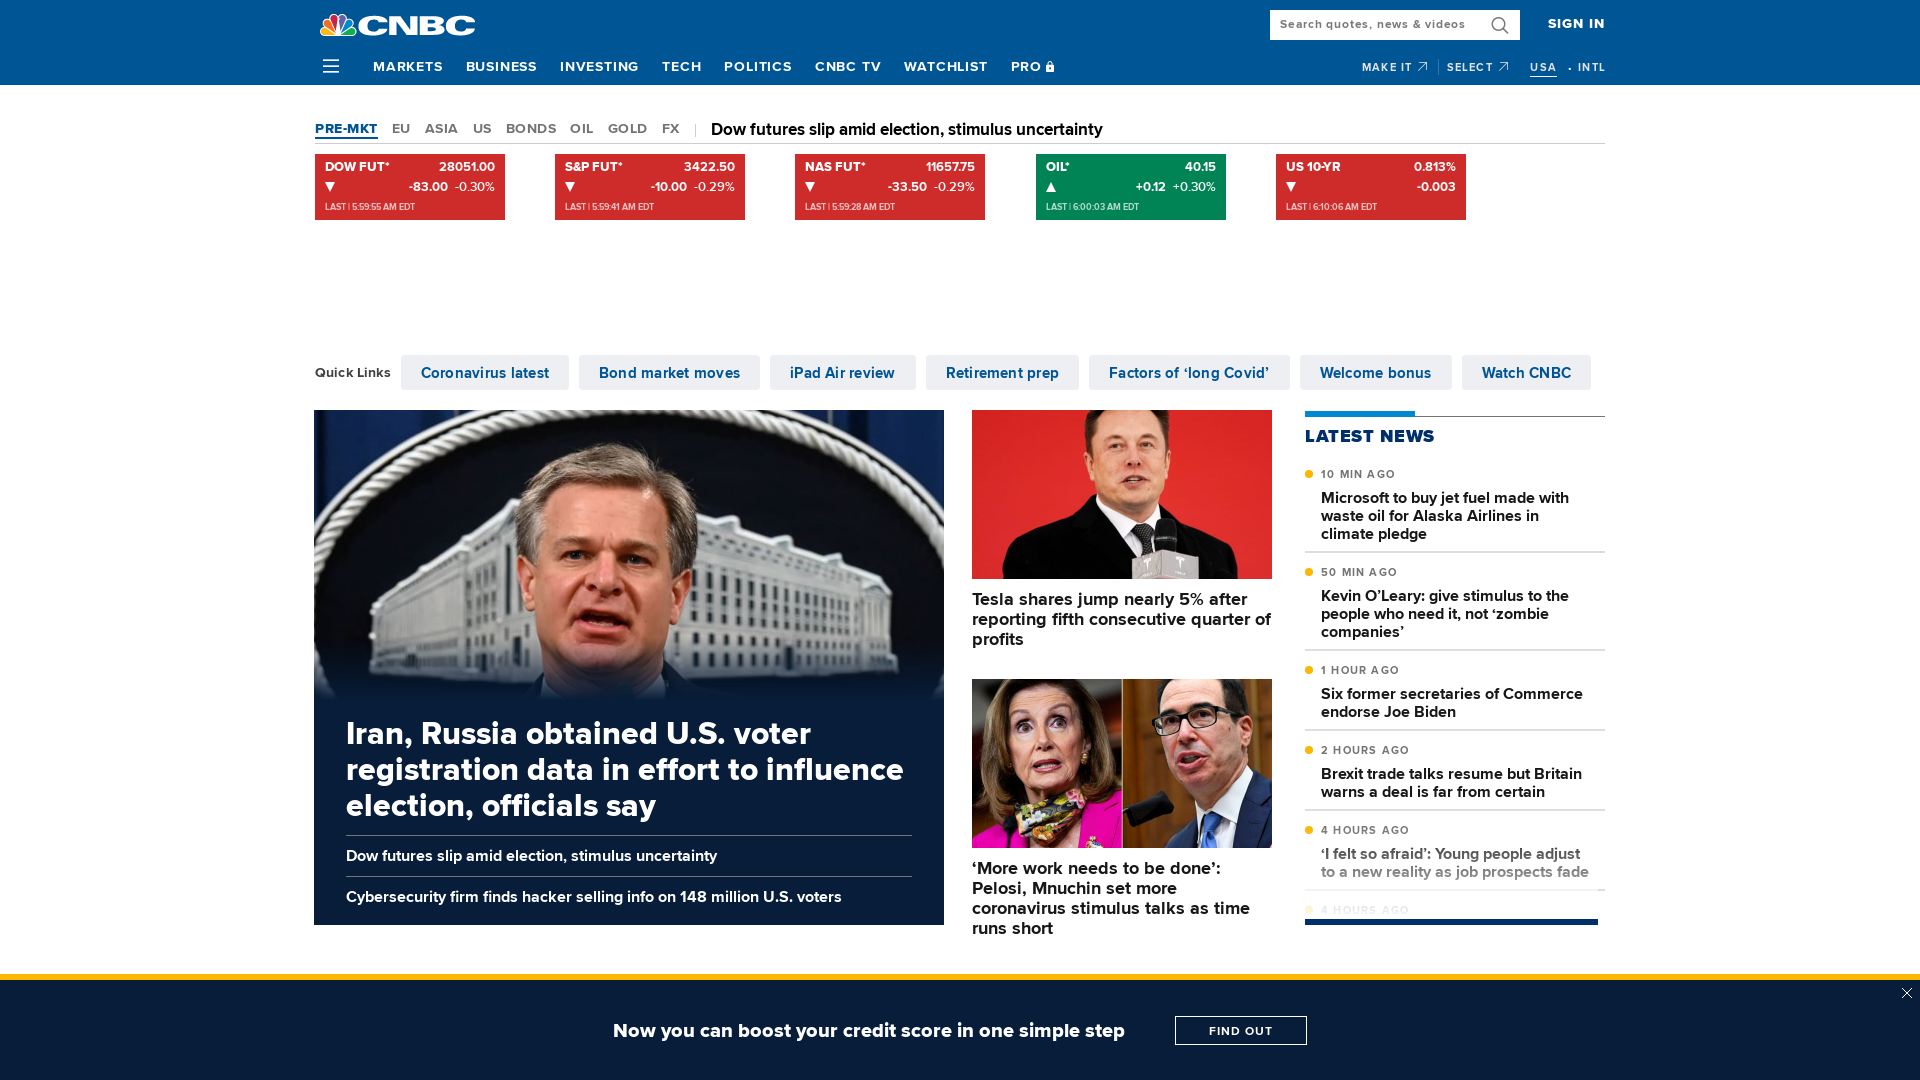 CNBC
Search quotes, news & videos
SIGN IN
MARKETS
BUSINESS
INVESTING
TECH
POLITICS
CNBC TV
WATCHLIST
PRO
MAKE IT
SELECT
USA
• INTL
PRE-MKT
EU
ASIA
US
BONDS
OIL
GOLD
FX
Dow futures slip amid election, stimulus uncertainty
DOW FUT* 28051.00
-83.00 -0.30%
LAST | 5:59:55 AM EDT
S&P FUT* 3422.50
-10.00 -0.29%
LAST | 5:59:41 AM EDT
NAS FUT* 11657.75
-33.50 -0.29%
LAST | 5:59:28 AM EDT
OIL* 40.15
+0.12 +0.30%
LAST | 6:00:03 AM EDT
US 10-YR 0.813%
-0.003
LAST | 6:10:06 AM EDT
Quick Links
Coronavirus latest
Bond market moves
iPad Air review
Retirement prep
Factors of ‘long Covid’
Welcome bonus
Watch CNBC
Iran, Russia obtained U.S. voter
registration data in effort to influence
election, officials say
Dow futures slip amid election, stimulus uncertainty
Cybersecurity firm finds hacker selling info on 148 million U.S. voters
Tesla shares jump nearly 5% after
reporting fifth consecutive quarter of
profits
‘More work needs to be done’:
Pelosi, Mnuchin set more
coronavirus stimulus talks as time
runs short
LATEST NEWS
10 MIN AGO
Microsoft to buy jet fuel made with
waste oil for Alaska Airlines in
climate pledge
50 MIN AGO
Kevin O’Leary: give stimulus to the
people who need it, not ‘zombie
companies’
1 HOUR AGO
Six former secretaries of Commerce
endorse Joe Biden
2 HOURS AGO
Brexit trade talks resume but Britain
warns a deal is far from certain
4 HOURS AGO
‘I felt so afraid’: Young people adjust
to a new reality as job prospects fade
4 HOURS AGO
Now you can boost your credit score in one simple step
FIND OUT